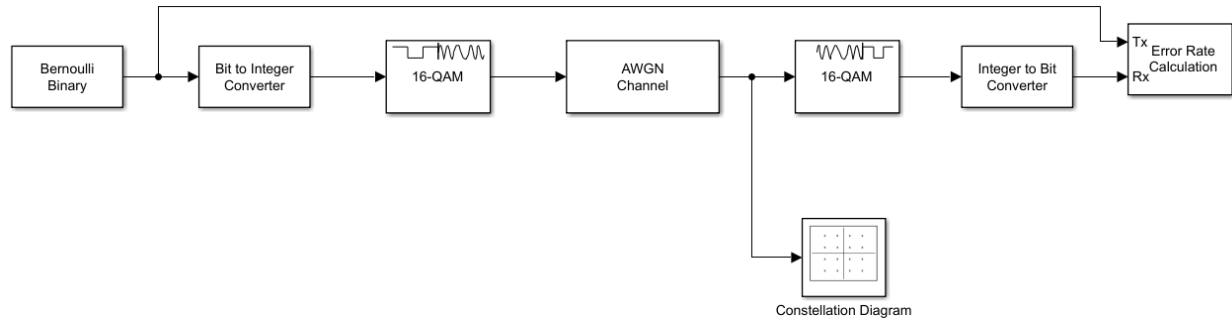 Bernoulli
Binary
Bit to Integer
Converter
16-QAM
AWGN
Channel
16-QAM
Integer to Bit
Converter
Tx
Rx
Error Rate
Calculation
Constellation Diagram